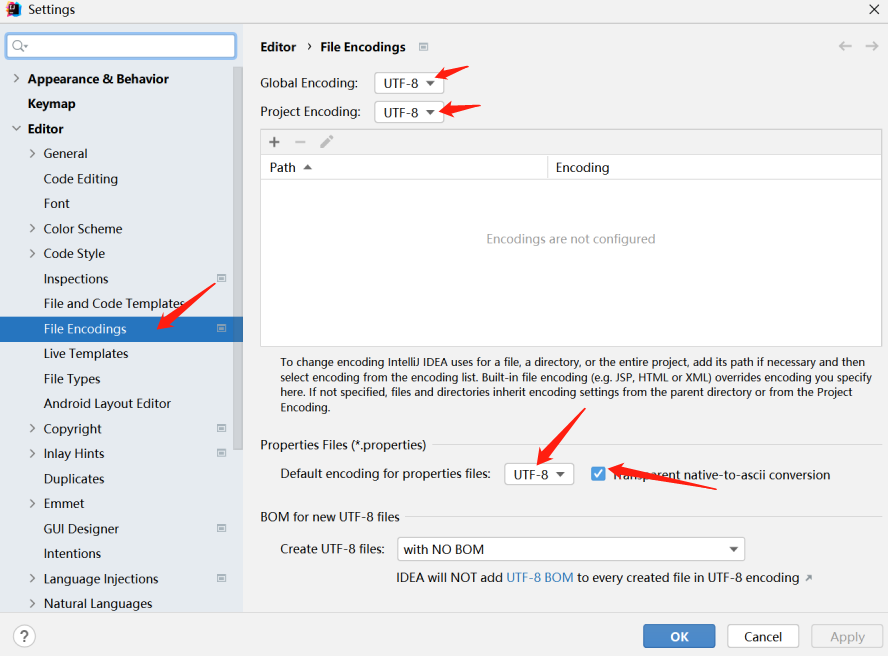 Settings
Editor › File Encodings
Appearance & Behavior
Keymap
Editor
General
Code Editing
Font
Color Scheme
Code Style
Inspections
File and Code Templates
File Encodings
Live Templates
File Types
Android Layout Editor
Copyright
Inlay Hints
Duplicates
Emmet
GUI Designer
Intentions
Language Injections
Natural Languages
Global Encoding: UTF-8
Project Encoding: UTF-8
Path Encoding
Encodings are not configured
To change encoding IntelliJ IDEA uses for a file, a directory, or the entire project, add its path if necessary and then
select encoding from the encoding list. Built-in file encoding (e.g. JSP, HTML or XML) overrides encoding you specify
here. If not specified, files and directories inherit encoding settings from the parent directory or from the Project
Encoding.
Properties Files (*.properties)
Default encoding for properties files: UTF-8 Transparent native-to-ascii conversion
BOM for new UTF-8 files
Create UTF-8 files: with NO BOM
IDEA will NOT add UTF-8 BOM to every created file in UTF-8 encoding
?
OK Cancel Apply